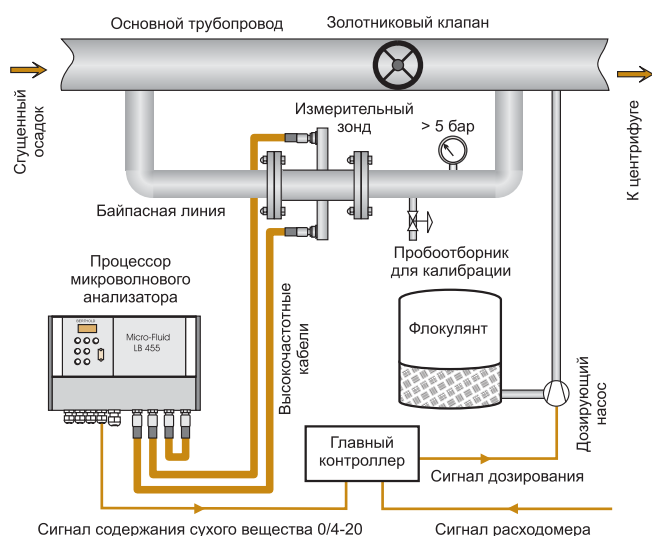 Основной трубопровод
Золотниковый клапан
Сгущенный
осадок
К центрифуге
Измерительный
зонд
> 5 бар
Байпасная линия
Пробоотборник
для калибрации
Процессор
микроволнового
анализатора
Высокочастотные
кабели
Флокулянт
BERTHOLD
Micro-Fluid
LB 455
Дозирующий
насос
Главный
контроллер
Сигнал дозирования
Сигнал содержания сухого вещества 0/4-20
Сигнал расходомера